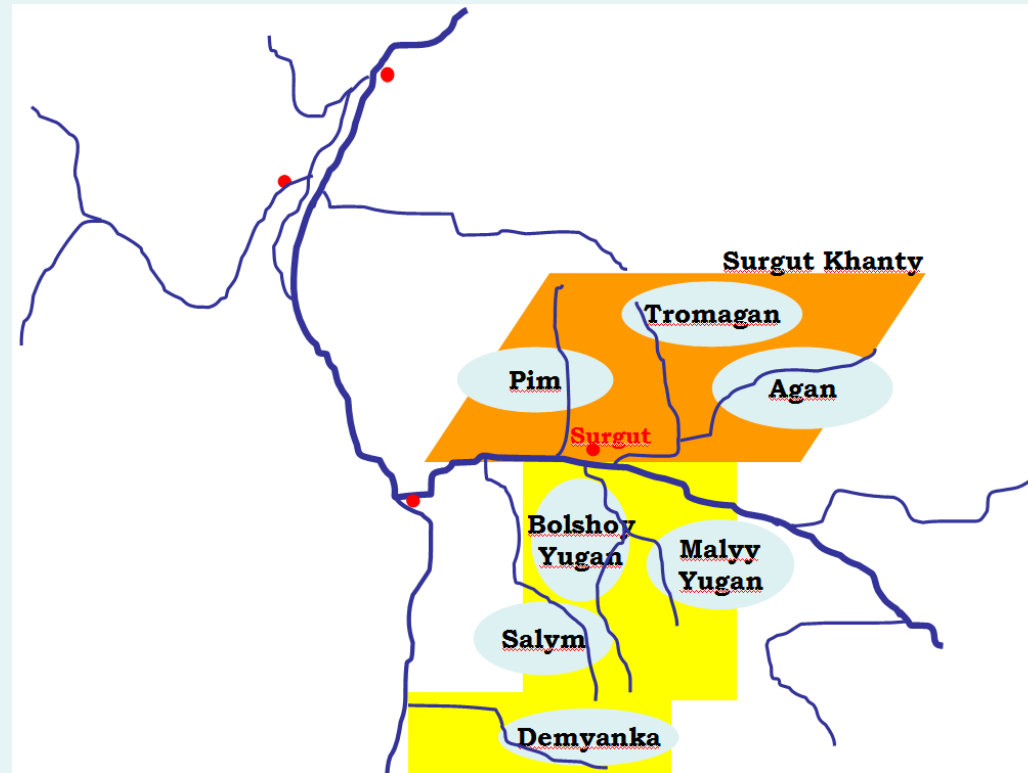 Surgut Khanty
Tromagan
Pim
Agan
Surgut
Bolshoy
Yugan
Malyy
Yugan
Salym
Demyanka